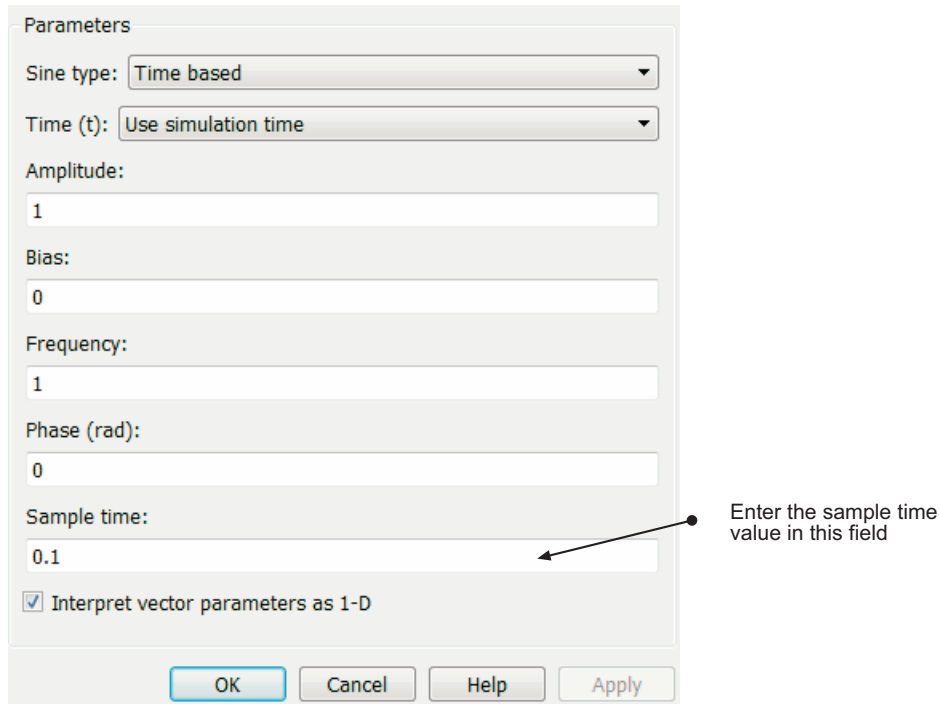 Parameters
Sine type: Time based
Time (t): Use simulation time
Amplitude:
1
Bias:
0
Frequency:
1
Phase (rad):
0
Sample time:
0.1
Enter the sample time
value in this field
Interpret vector parameters as 1-D
OK Cancel Help Apply